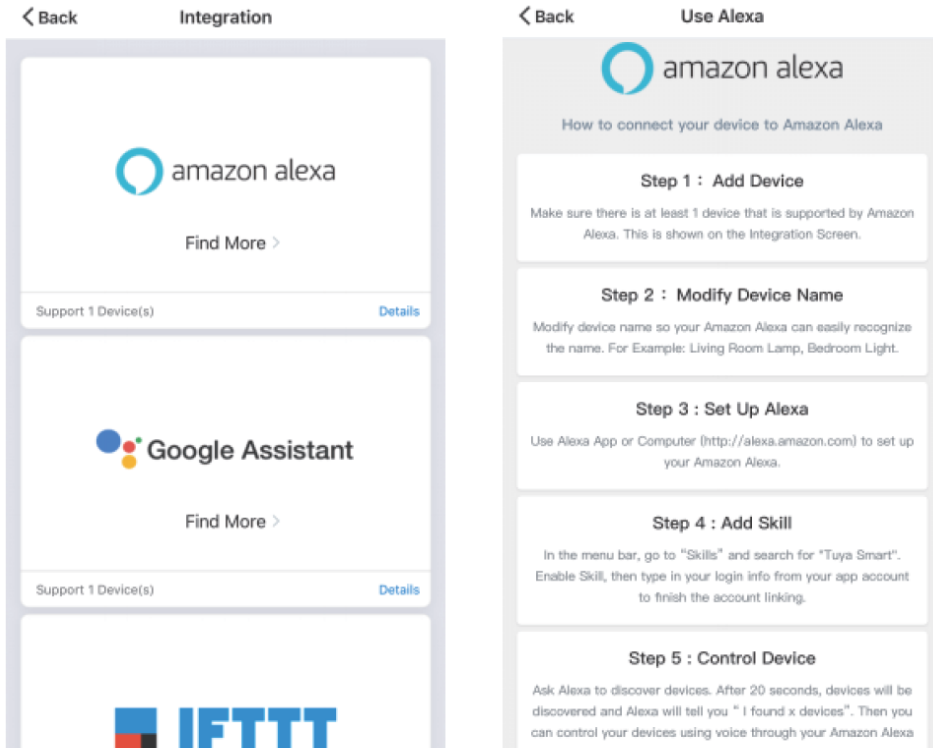 Back
Integration
amazon alexa
Find More >
Support 1 Device(s)
Details
Google Assistant
Find More >
Support 1 Device(s)
Details
IFTTT
Back
Use Alexa
amazon alexa
How to connect your device to Amazon Alexa
Step 1 : Add Device
Make sure there is at least 1 device that is supported by Amazon
Alexa. This is shown on the Integration Screen.
Step 2 : Modify Device Name
Modify device name so your Amazon Alexa can easily recognize
the name. For Example: Living Room Lamp, Bedroom Light.
Step 3 : Set Up Alexa
Use Alexa App or Computer (http://alexa.amazon.com) to set up
your Amazon Alexa.
Step 4 : Add Skill
In the menu bar, go to “Skills” and search for "Tuya Smart".
Enable Skill, then type in your login info from your app account
to finish the account linking.
Step 5 : Control Device
Ask Alexa to discover devices. After 20 seconds, devices will be
discovered and Alexa will tell you “ I found x devices”. Then you
can control your devices using voice through your Amazon Alexa